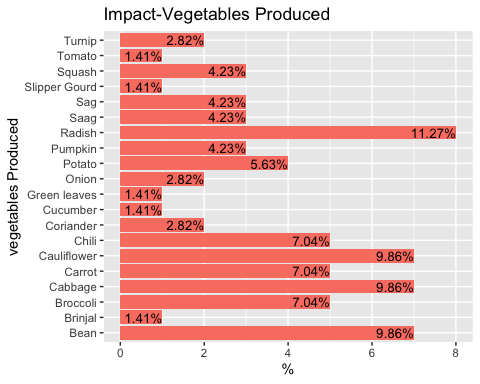 Impact-Vegetables Produced
vegetables Produced
Turnip 2.82%
Tomato 1.41%
Squash 4.23%
Slipper Gourd 1.41%
Sag 4.23%
Saag 4.23%
Radish 11.27%
Pumpkin 4.23%
Potato 5.63%
Onion 2.82%
Green leaves 1.41%
Cucumber 1.41%
Coriander 2.82%
Chili 7.04%
Cauliflower 9.86%
Carrot 7.04%
Cabbage 9.86%
Broccoli 7.04%
Brinjal 1.41%
Bean 9.86%
0 2 4 6 8
%